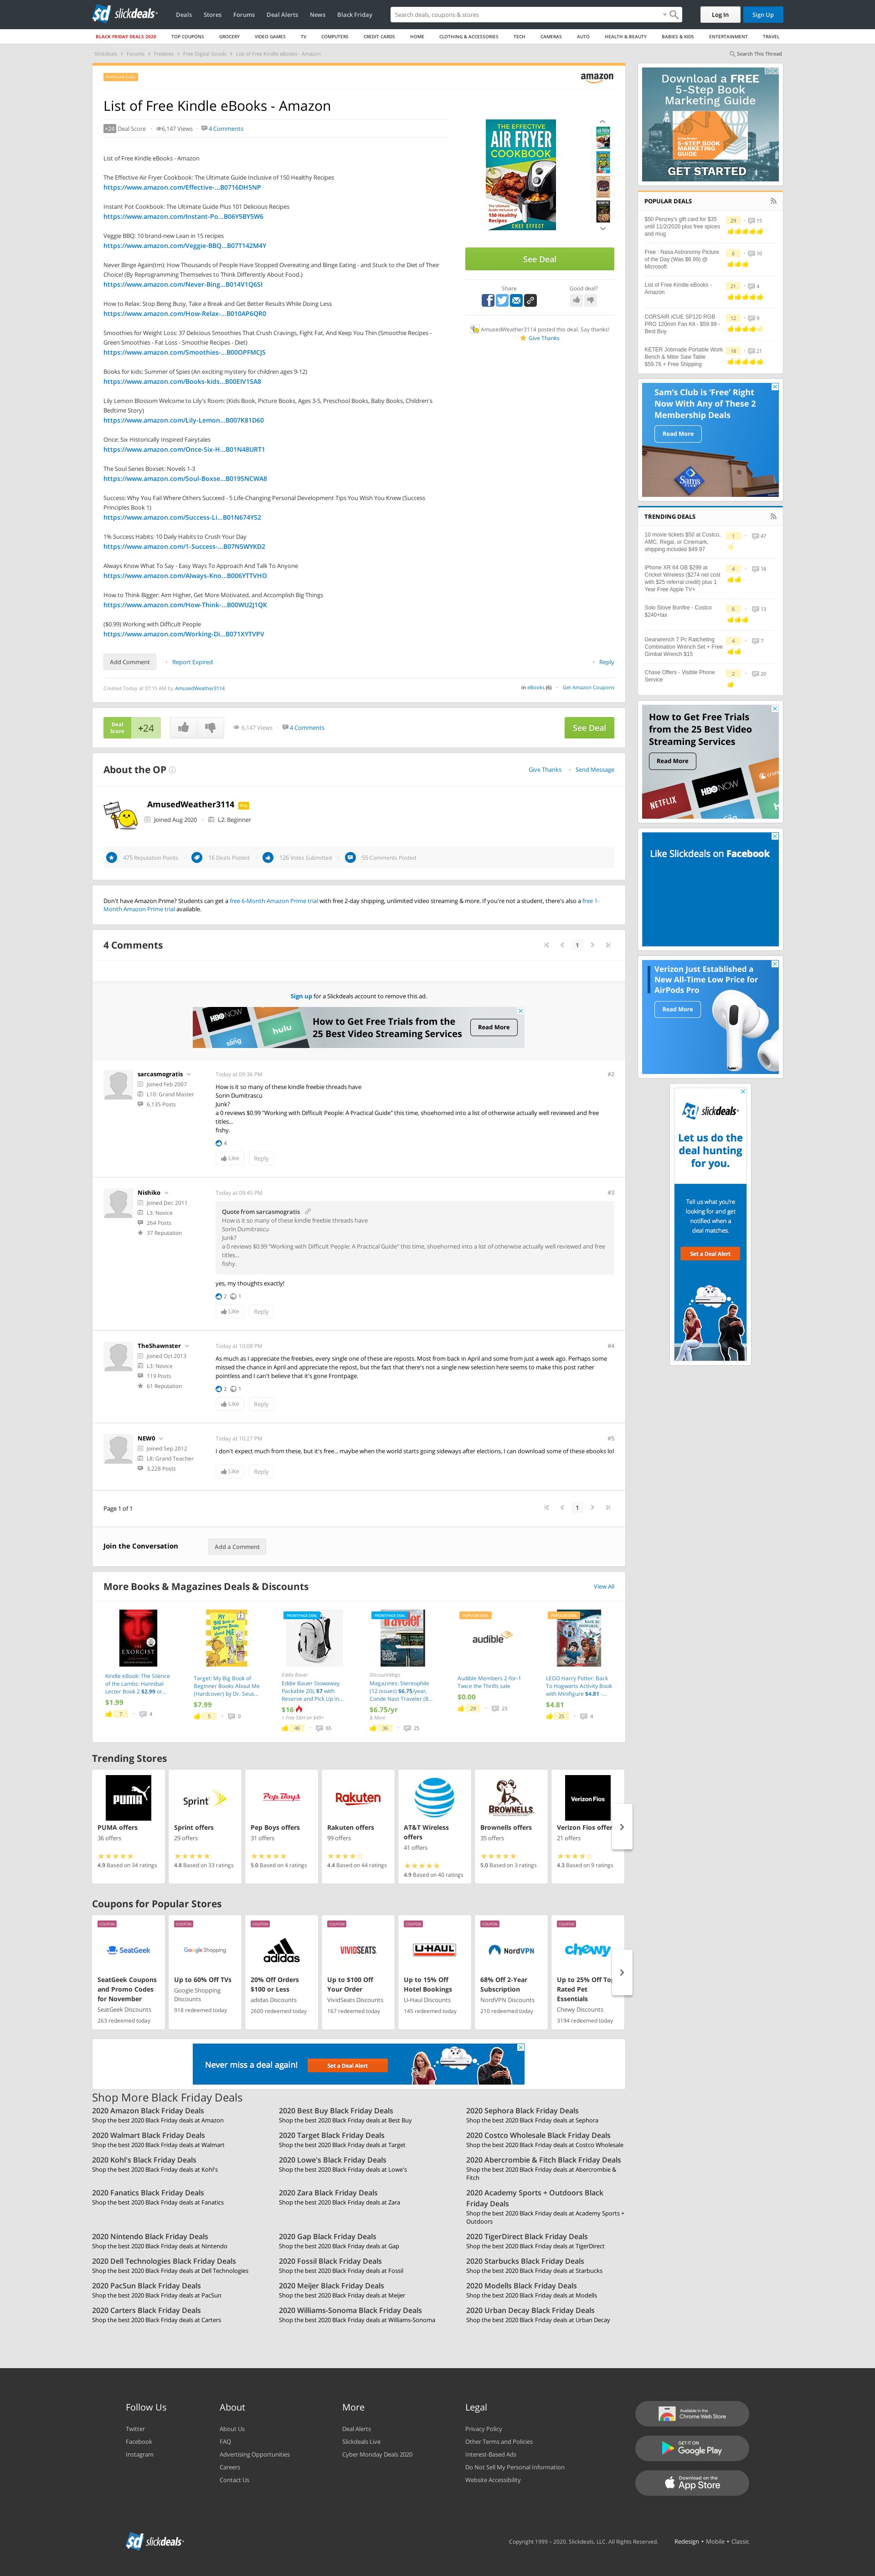 slickdeals
Deals Stores Forums Deal Alerts News Black Friday
Search deals, coupons & stores
Log In Sign Up
BLACK FRIDAY DEALS 2020 TOP COUPONS GROCERY VIDEO GAMES TV COMPUTERS CREDIT CARDS HOME CLOTHING & ACCESSORIES TECH CAMERAS AUTO HEALTH & BEAUTY BABIES & KIDS ENTERTAINMENT TRAVEL
Slickdeals Forums Freebies Free Digital Goods List of Free Kindle eBooks - Amazon
Search This Thread
POPULAR DEAL
amazon
List of Free Kindle eBooks - Amazon
+24 Deal Score 6,147 Views 4 Comments
List of Free Kindle eBooks - Amazon
The Effective Air Fryer Cookbook: The Ultimate Guide Inclusive of 150 Healthy Recipes
https://www.amazon.com/Effective-...B0716DH5NP
Instant Pot Cookbook: The Ultimate Guide Plus 101 Delicious Recipes
https://www.amazon.com/Instant-Po...B06Y5BY5W6
Veggie BBQ: 10 brand-new Lean in 15 recipes
https://www.amazon.com/Veggie-BBQ...B07T142M4Y
Never Binge Again(tm): How Thousands of People Have Stopped Overeating and Binge Eating - and Stuck to the Diet of Their
Choice! (By Reprogramming Themselves to Think Differently About Food.)
https://www.amazon.com/Never-Bing...B014V1Q6SI
How to Relax: Stop Being Busy, Take a Break and Get Better Results While Doing Less
https://www.amazon.com/How-Relax-...B010AP6QR0
Smoothies for Weight Loss: 37 Delicious Smoothies That Crush Cravings, Fight Fat, And Keep You Thin (Smoothie Recipes -
Green Smoothies - Fat Loss - Smoothie Recipes - Diet)
https://www.amazon.com/Smoothies-...B00OPFMCJS
Books for kids: Summer of Spies (An exciting mystery for children ages 9-12)
https://www.amazon.com/Books-kids...B00EIV1SA8
Lily Lemon Blossom Welcome to Lily's Room: (Kids Book, Picture Books, Ages 3-5, Preschool Books, Baby Books, Children's
Bedtime Story)
https://www.amazon.com/Lily-Lemon...B007K81D60
Once: Six Historically Inspired Fairytales
https://www.amazon.com/Once-Six-H...B01N48URT1
The Soul Series Boxset: Novels 1-3
https://www.amazon.com/Soul-Boxse...B0195NCWA8
Success: Why You Fail Where Others Succeed - 5 Life-Changing Personal Development Tips You Wish You Knew (Success
Principles Book 1)
https://www.amazon.com/Success-Li...B01N674YS2
1% Success Habits: 10 Daily Habits to Crush Your Day
https://www.amazon.com/1-Success-...B07N5WYKD2
Always Know What To Say - Easy Ways To Approach And Talk To Anyone
https://www.amazon.com/Always-Kno...B006YTTVHO
How to Think Bigger: Aim Higher, Get More Motivated, and Accomplish Big Things
https://www.amazon.com/How-Think-...B00WU2J1QK
($0.99) Working with Difficult People
https://www.amazon.com/Working-Di...B071XYTVPV
THE EFFECTIVE
AIR FRYER
COOKBOOK
The Ultimate Guide Inclusive of 150 Healthy Recipes
CHEF EFFECT
See Deal
Share Good deal?
AmusedWeather3114 posted this deal. Say thanks!
Give Thanks
Add Comment Report Expired Reply
Created Today at 07:15 AM by AmusedWeather3114 in eBooks (6) Get Amazon Coupons
Deal Score +24 6,147 Views 4 Comments See Deal
About the OP Give Thanks Send Message
AmusedWeather3114 Pro
Joined Aug 2020 L2: Beginner
475 Reputation Points 16 Deals Posted 126 Votes Submitted 55 Comments Posted
Don't have Amazon Prime? Students can get a free 6-Month Amazon Prime trial with free 2-day shipping, unlimited video streaming & more. If you're not a student, there's also a free 1-
Month Amazon Prime trial available.
4 Comments 1
Sign up for a Slickdeals account to remove this ad.
sling HBO NOW hulu
How to Get Free Trials from the
25 Best Video Streaming Services
Read More
sarcasmogratis
Joined Feb 2007
L10: Grand Master
6,135 Posts
Today at 09:36 PM #2
How is it so many of these kindle freebie threads have
Sorin Dumitrascu
Junk?
a 0 reviews $0.99 "Working with Difficult People: A Practical Guide" this time, shoehorned into a list of otherwise actually well reviewed and free
titles...
fishy.
4
Like Reply
Nishiko
Joined Dec 2011
L3: Novice
264 Posts
37 Reputation
Today at 09:45 PM #3
Quote from sarcasmogratis
How is it so many of these kindle freebie threads have
Sorin Dumitrascu
Junk?
a 0 reviews $0.99 "Working with Difficult People: A Practical Guide" this time, shoehorned into a list of otherwise actually well reviewed and free
titles...
fishy.
yes, my thoughts exactly!
2 1
Like Reply
TheShawnster
Joined Oct 2013
L3: Novice
119 Posts
61 Reputation
Today at 10:08 PM #4
As much as I appreciate the freebies, every single one of these are reposts. Most from back in April and some from just a week ago. Perhaps some
missed the chance in April and appreciate the repost, but the fact that there's not a single new selection here seems to make this post rather
pointless and I can't believe that it's gone Frontpage.
2 1
Like Reply
NEW0
Joined Sep 2012
L8: Grand Teacher
3,228 Posts
Today at 10:27 PM #5
I don't expect much from these, but it's free... maybe when the world starts going sideways after elections, I can download some of these ebooks lol
Like Reply
Page 1 of 1 1
Join the Conversation Add a Comment
More Books & Magazines Deals & Discounts View All
THE EXORCIST
Kindle eBook: The Silence
of the Lambs: Hannibal
Lecter Book 2 $2.99 or...
$1.99
7 4
Target: My Big Book of
Beginner Books About Me
(Hardcover) by Dr. Seus...
$7.99
5 0
FRONTPAGE DEAL
Eddie Bauer
Eddie Bauer Stowaway
Packable 20L $7 with
Reserve and Pick Up in...
$16
+ Free S&H on $49+
46 65
FRONTPAGE DEAL
Traveler
DiscountMags
Magazines: Stereophile
(12 issues) $6.75/year,
Conde Nast Traveler (8...
$6.75/yr
& More
36 25
POPULAR DEAL
audible
Audible Members 2-for-1
Twice the Thrills sale
$0.00
29 23
POPULAR DEAL
LEGO Harry Potter: Back
To Hogwarts Activity Book
with Minifigure $4.81 -...
$4.81
25 4
Trending Stores
PUMA
PUMA offers
36 offers
4.9 Based on 34 ratings
Sprint
Sprint offers
29 offers
4.8 Based on 33 ratings
Pep Boys
Pep Boys offers
31 offers
5.0 Based on 4 ratings
Rakuten
Rakuten offers
99 offers
4.4 Based on 44 ratings
AT&T Wireless
offers
41 offers
4.9 Based on 40 ratings
BROWNELLS
Brownells offers
35 offers
5.0 Based on 3 ratings
Verizon Fios
Verizon Fios offer
21 offers
4.3 Based on 9 ratings
Coupons for Popular Stores
COUPON
SeatGeek
SeatGeek Coupons
and Promo Codes
for November
SeatGeek Discounts
263 redeemed today
COUPON
Google Shopping
Up to 60% Off TVs
Google Shopping
Discounts
918 redeemed today
COUPON
adidas
20% Off Orders
$100 or Less
adidas Discounts
2600 redeemed today
COUPON
VIVIDSEATS
Up to $100 Off
Your Order
VividSeats Discounts
167 redeemed today
COUPON
U-HAUL
Up to 15% Off
Hotel Bookings
U-Haul Discounts
145 redeemed today
COUPON
NordVPN
68% Off 2-Year
Subscription
NordVPN Discounts
210 redeemed today
COUPON
chewy
Up to 25% Off To
Rated Pet
Essentials
Chewy Discounts
3194 redeemed today
Never miss a deal again! Set a Deal Alert
Shop More Black Friday Deals
2020 Amazon Black Friday Deals
Shop the best 2020 Black Friday deals at Amazon
2020 Best Buy Black Friday Deals
Shop the best 2020 Black Friday deals at Best Buy
2020 Sephora Black Friday Deals
Shop the best 2020 Black Friday deals at Sephora
2020 Walmart Black Friday Deals
Shop the best 2020 Black Friday deals at Walmart
2020 Target Black Friday Deals
Shop the best 2020 Black Friday deals at Target
2020 Costco Wholesale Black Friday Deals
Shop the best 2020 Black Friday deals at Costco Wholesale
2020 Kohl's Black Friday Deals
Shop the best 2020 Black Friday deals at Kohl's
2020 Lowe's Black Friday Deals
Shop the best 2020 Black Friday deals at Lowe's
2020 Abercrombie & Fitch Black Friday Deals
Shop the best 2020 Black Friday deals at Abercrombie &
Fitch
2020 Fanatics Black Friday Deals
Shop the best 2020 Black Friday deals at Fanatics
2020 Zara Black Friday Deals
Shop the best 2020 Black Friday deals at Zara
2020 Academy Sports + Outdoors Black
Friday Deals
Shop the best 2020 Black Friday deals at Academy Sports +
Outdoors
2020 Nintendo Black Friday Deals
Shop the best 2020 Black Friday deals at Nintendo
2020 Gap Black Friday Deals
Shop the best 2020 Black Friday deals at Gap
2020 TigerDirect Black Friday Deals
Shop the best 2020 Black Friday deals at TigerDirect
2020 Dell Technologies Black Friday Deals
Shop the best 2020 Black Friday deals at Dell Technologies
2020 Fossil Black Friday Deals
Shop the best 2020 Black Friday deals at Fossil
2020 Starbucks Black Friday Deals
Shop the best 2020 Black Friday deals at Starbucks
2020 PacSun Black Friday Deals
Shop the best 2020 Black Friday deals at PacSun
2020 Meijer Black Friday Deals
Shop the best 2020 Black Friday deals at Meijer
2020 Modells Black Friday Deals
Shop the best 2020 Black Friday deals at Modells
2020 Carters Black Friday Deals
Shop the best 2020 Black Friday deals at Carters
2020 Williams-Sonoma Black Friday Deals
Shop the best 2020 Black Friday deals at Williams-Sonoma
2020 Urban Decay Black Friday Deals
Shop the best 2020 Black Friday deals at Urban Decay
Download a FREE
5-Step Book
Marketing Guide
GET STARTED
POPULAR DEALS
$50 Penzey's gift card for $35
until 11/2/2020 plus free spices
and mug
29 15
Free : Nasa Astronomy Picture
of the Day (Was $6.99) @
Microsoft
6 10
List of Free Kindle eBooks -
Amazon
21 4
CORSAIR iCUE SP120 RGB
PRO 120mm Fan Kit - $59.99 -
Best Buy
12 9
KETER Jobmade Portable Work
Bench & Miter Saw Table
$59.76 + Free Shipping
18 21
Sam's Club is 'Free' Right
Now With Any of These 2
Membership Deals
Read More
Sam's
TRENDING DEALS
10 movie tickets $50 at Costco,
AMC, Regal, or Cinemark,
shipping included $49.97
1 47
iPhone XR 64 GB $299 at
Cricket Wireless ($274 net cost
with $25 referral credit) plus 1
Year Free Apple TV+
4 18
Solo Stove Bonfire - Costco
$240+tax
6 13
Gearwrench 7 Pc Ratcheting
Combination Wrench Set + Free
Gimbal Wrench $15
4 7
Chase Offers - Visible Phone
Service
2 20
How to Get Free Trials
from the 25 Best Video
Streaming Services
Read More
NETFLIX HBO NOW
Like Slickdeals on Facebook
Verizon Just Established a
New All-Time Low Price for
AirPods Pro
Read More
slickdeals
Let us do the
deal hunting
for you.
Tell us what you're
looking for and get
notified when a
deal matches.
Set a Deal Alert
Follow Us
Twitter
Facebook
Instagram
About
About Us
FAQ
Advertising Opportunities
Careers
Contact Us
More
Deal Alerts
Slickdeals Live
Cyber Monday Deals 2020
Legal
Privacy Policy
Other Terms and Policies
Interest-Based Ads
Do Not Sell My Personal Information
Website Accessibility
Available in the
Chrome Web Store
GET IT ON
Google Play
Download on the
App Store
slickdeals
Copyright 1999 - 2020. Slickdeals, LLC. All Rights Reserved. Redesign • Mobile • Classic